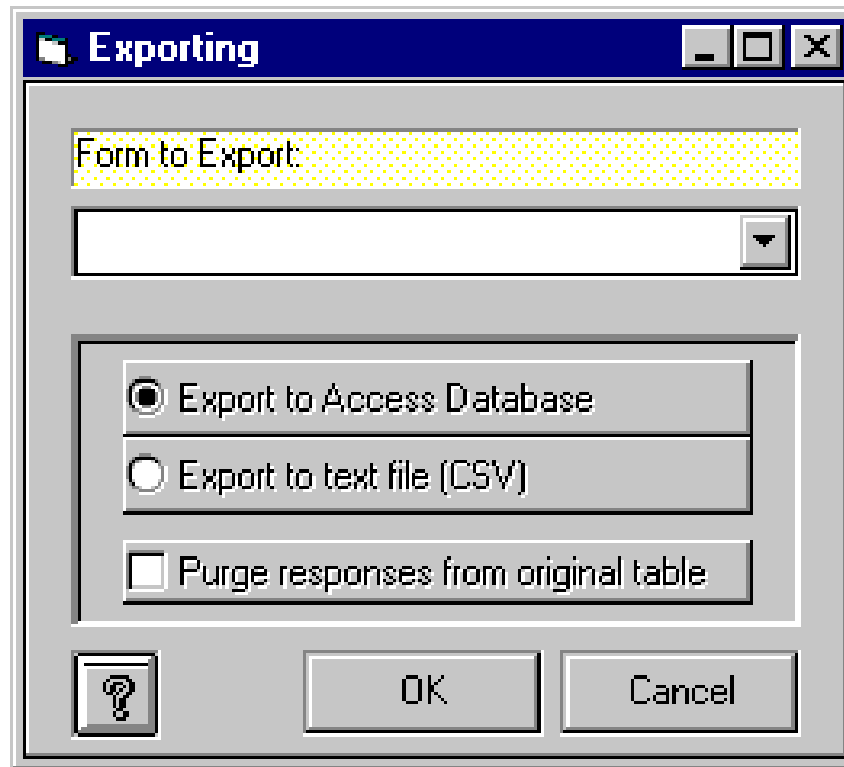 Exporting
Form to Export:
Export to Access Database
Export to text file (CSV)
Purge responses from original table
? OK Cancel